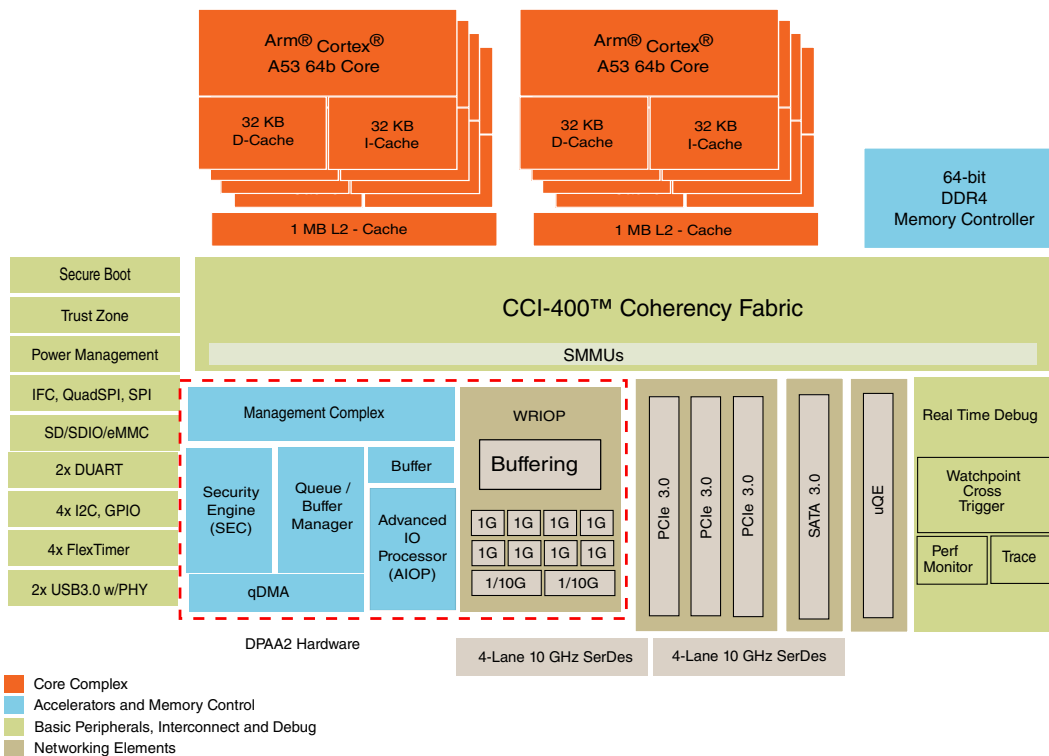 Arm® Cortex®
A53 64b Core
32 KB
D-Cache
32 KB
I-Cache
1 MB L2 - Cache
Arm® Cortex®
A53 64b Core
32 KB
D-Cache
32 KB
I-Cache
1 MB L2 - Cache
64-bit
DDR4
Memory Controller
Secure Boot
Trust Zone
Power Management
IFC, QuadSPI, SPI
SD/SDIO/eMMC
2x DUART
4x I2C, GPIO
4x FlexTimer
2x USB3.0 w/PHY
CCI-400™ Coherency Fabric
SMMUs
Management Complex
Security
Engine
(SEC)
Queue /
Buffer
Manager
Buffer
Advanced
IO
Processor
(AIOP)
qDMA
WRIOP
Buffering
1G 1G 1G 1G
1G 1G 1G 1G
1/10G 1/10G
DPAA2 Hardware
PCIe 3.0
PCIe 3.0
PCIe 3.0
SATA 3.0
uQE
Real Time Debug
Watchpoint
Cross
Trigger
Perf
Monitor
Trace
4-Lane 10 GHz SerDes
4-Lane 10 GHz SerDes
Core Complex
Accelerators and Memory Control
Basic Peripherals, Interconnect and Debug
Networking Elements